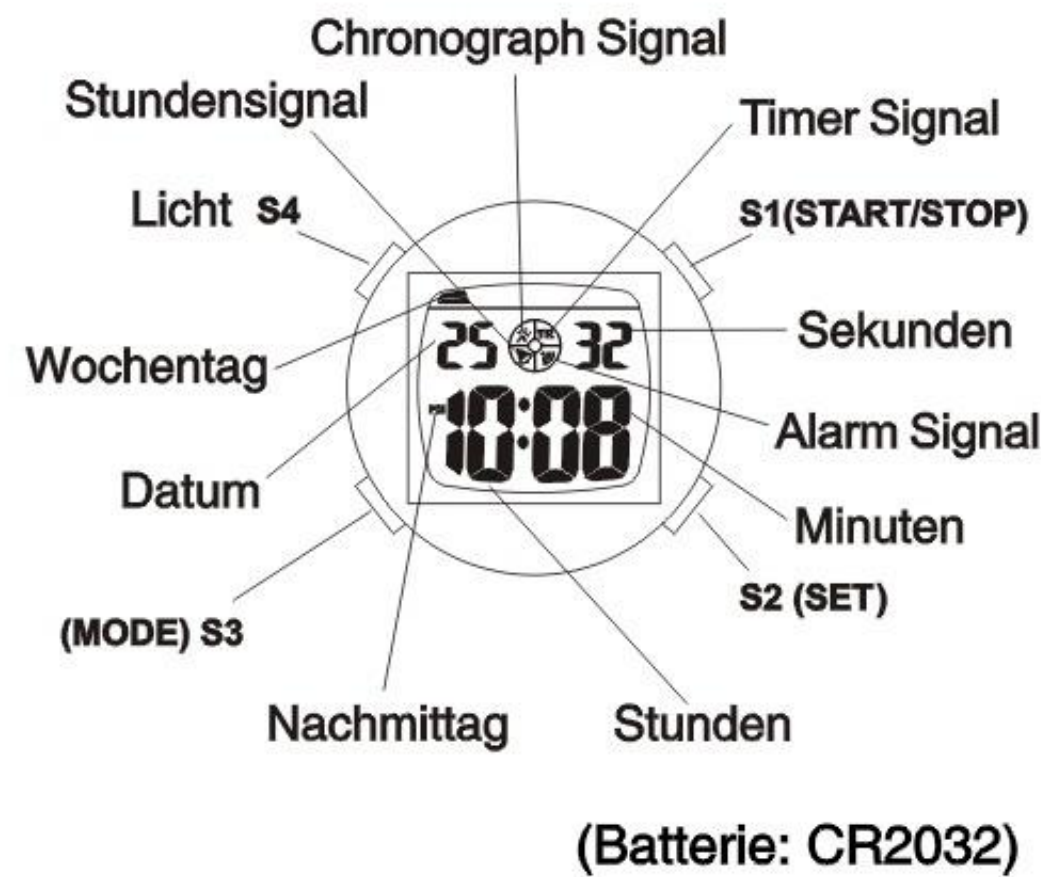 Chronograph Signal
Stundensignal
Timer Signal
Licht S4
S1(START/STOP)
25
32
Sekunden
Wochentag
10:08
Alarm Signal
Datum
Minuten
S2 (SET)
(MODE) S3
Nachmittag
Stunden
(Batterie: CR2032)